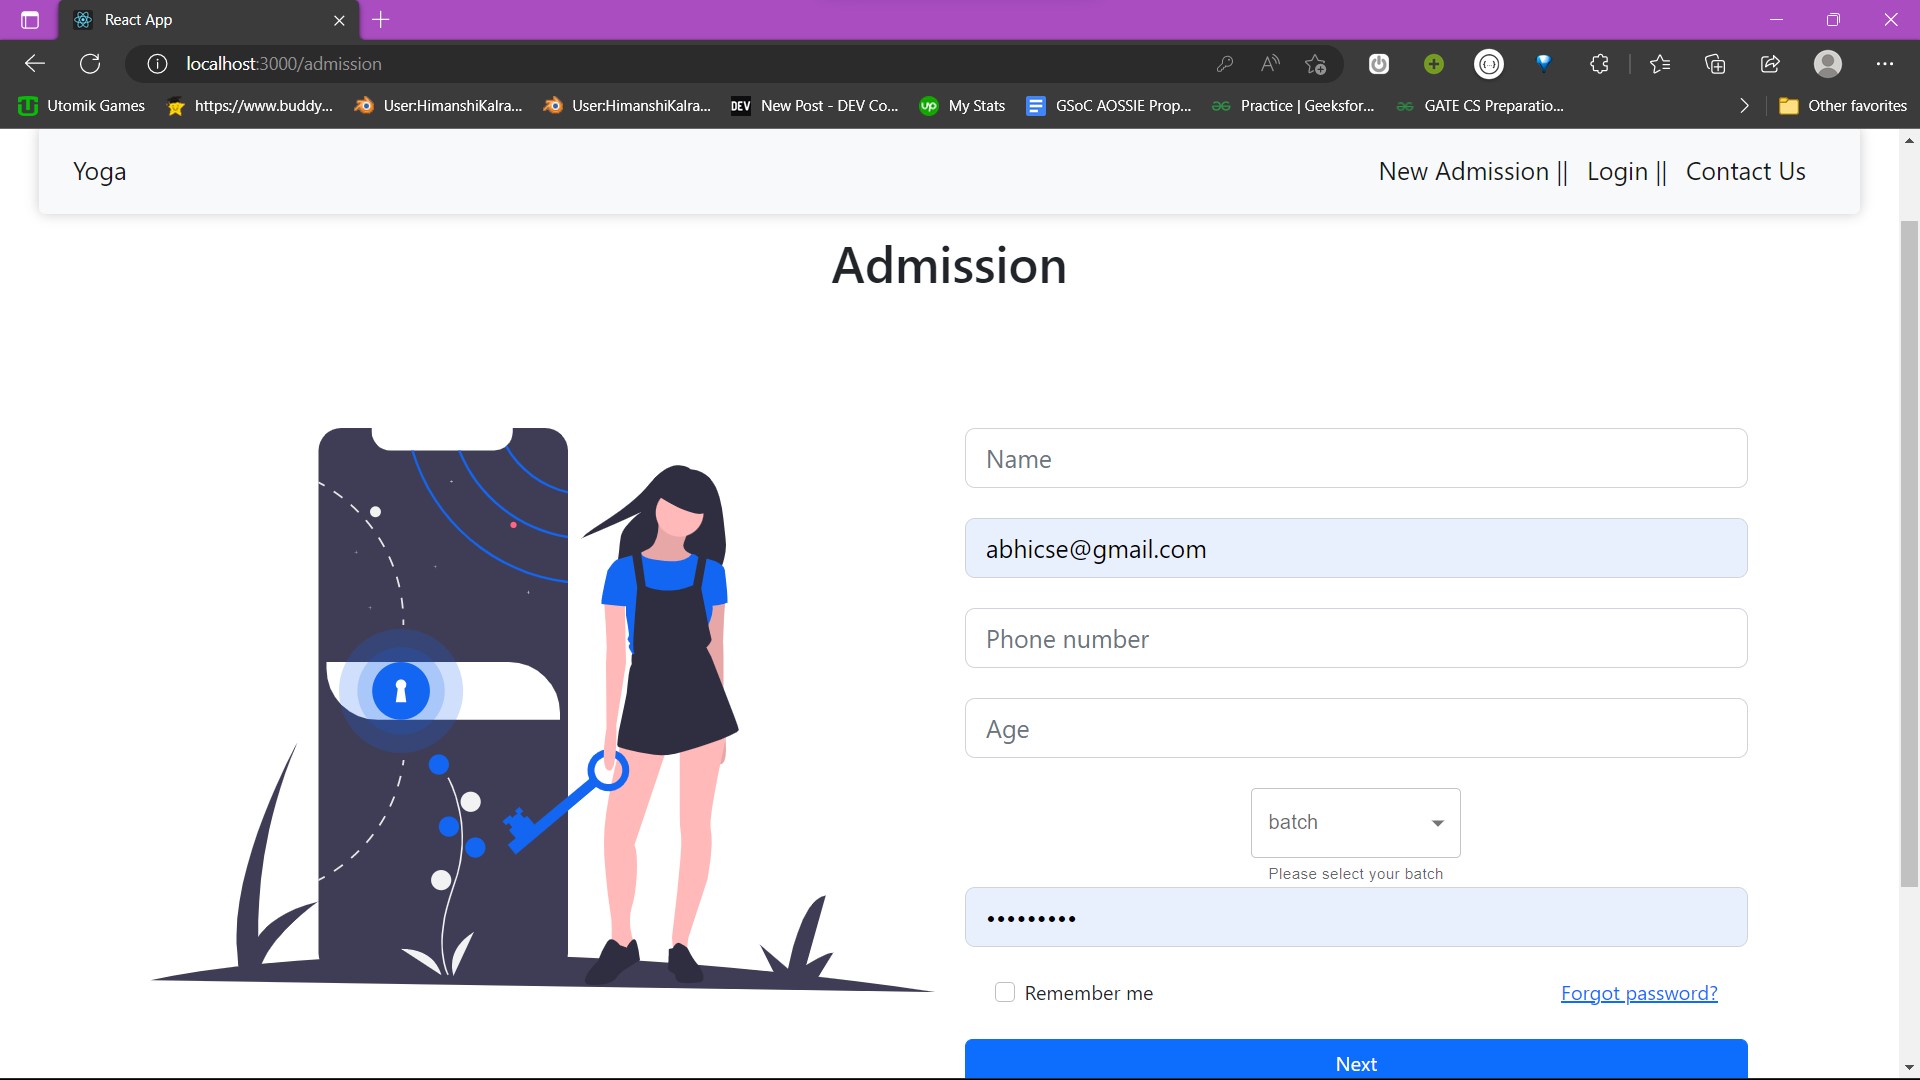 React App
localhost:3000/admission
Utomik Games https://www.buddy... User:HimanshiKalra... User:HimanshiKalra... DEV New Post - DEV Co... up My Stats GSoC AOSSIE Prop... Practice | Geeksfor... GATE CS Preparatio... Other favorites
Yoga New Admission || Login || Contact Us
Admission
Name
abhicse@gmail.com
Phone number
Age
batch
Please select your batch
•••••••••
Remember me Forgot password?
Next